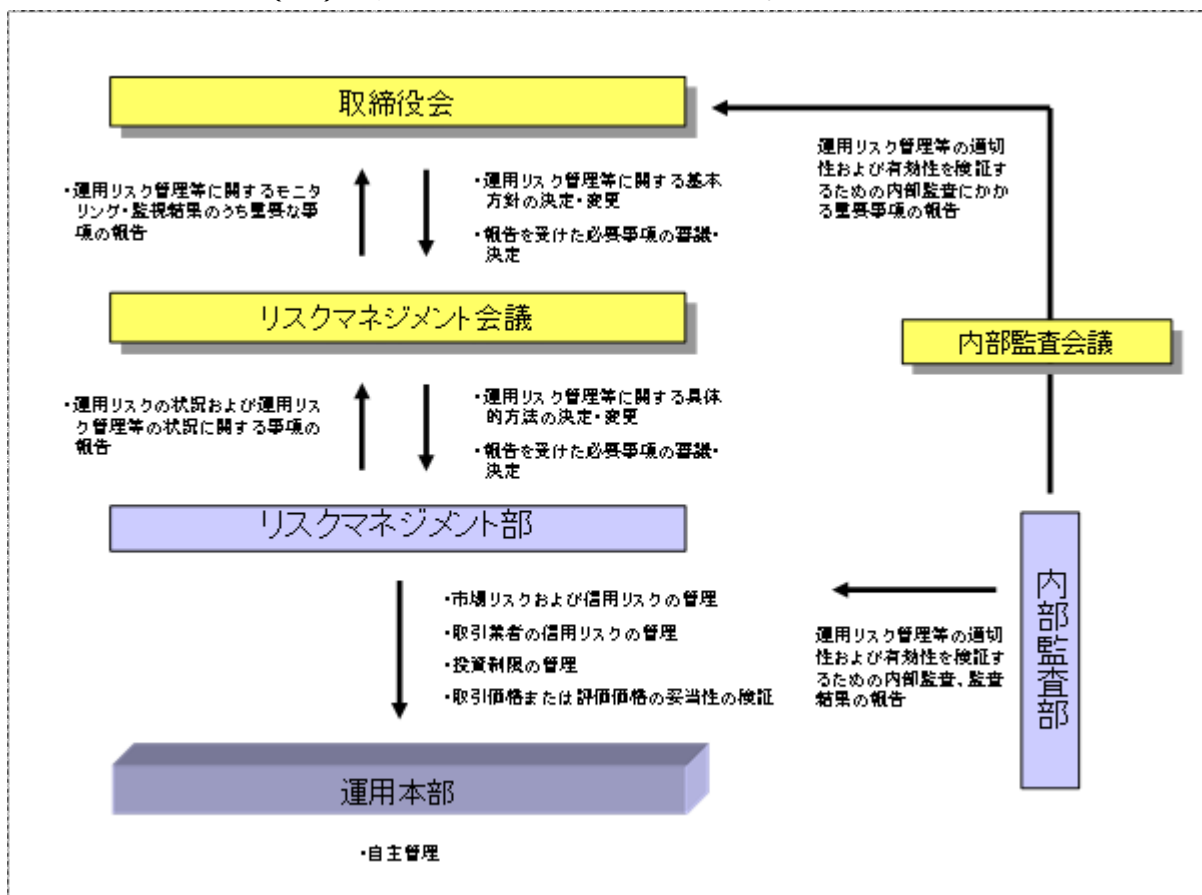 取締役会
・運用リスク管理等に関するモニ
タリング・監視結果のうち重要な事
項の報告
・運用リスク管理等に関する基本
方針の決定・変更
・報告を受けた必要事項の審議・
決定
運用リスク管理等の適切
性および有効性を検証す
るための内部監査にかか
る重要事項の報告
リスクマネジメント会議
内部監査会議
・運用リスクの状況および運用リス
ク管理等の状況に関する事項の
報告
・運用リスク管理等に関する具体
的方法の決定・変更
・報告を受けた必要事項の審議・
決定
リスクマネジメント部
内部監査部
・市場リスクおよび信用リスクの管理
・取引業者の信用リスクの管理
・投資制限の管理
・取引価格または評価価格の妥当性の検証
運用リスク管理等の適切
性および有効性を検証す
るための内部監査、監査
結果の報告
運用本部
・自主管理